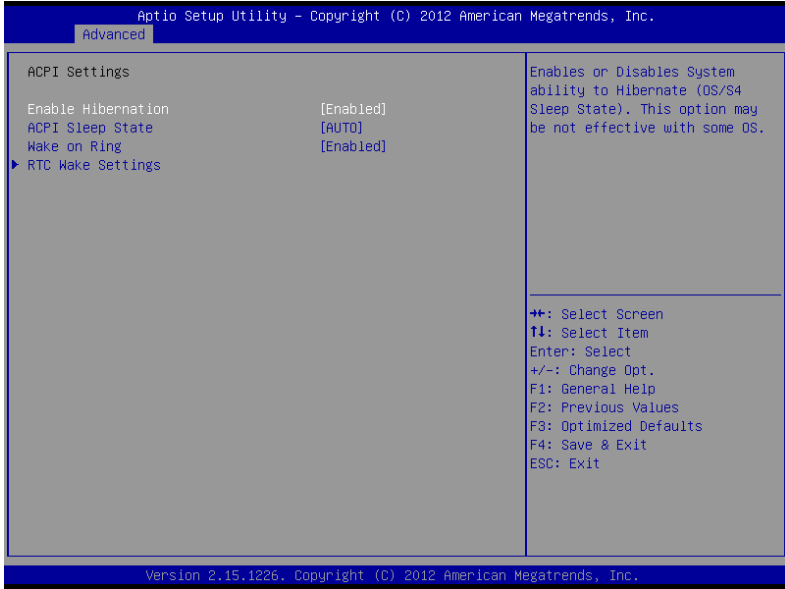 Aptio Setup Utility – Copyright (C) 2012 American Megatrends, Inc.
Advanced
ACPI Settings
Enable Hibernation [Enabled]
ACPI Sleep State [AUTO]
Wake on Ring [Enabled]
▶ RTC Wake Settings
Enables or Disables System
ability to Hibernate (OS/S4
Sleep State). This option may
be not effective with some OS.
→←: Select Screen
↑↓: Select Item
Enter: Select
+/-: Change Opt.
F1: General Help
F2: Previous Values
F3: Optimized Defaults
F4: Save & Exit
ESC: Exit
Version 2.15.1226. Copyright (C) 2012 American Megatrends, Inc.